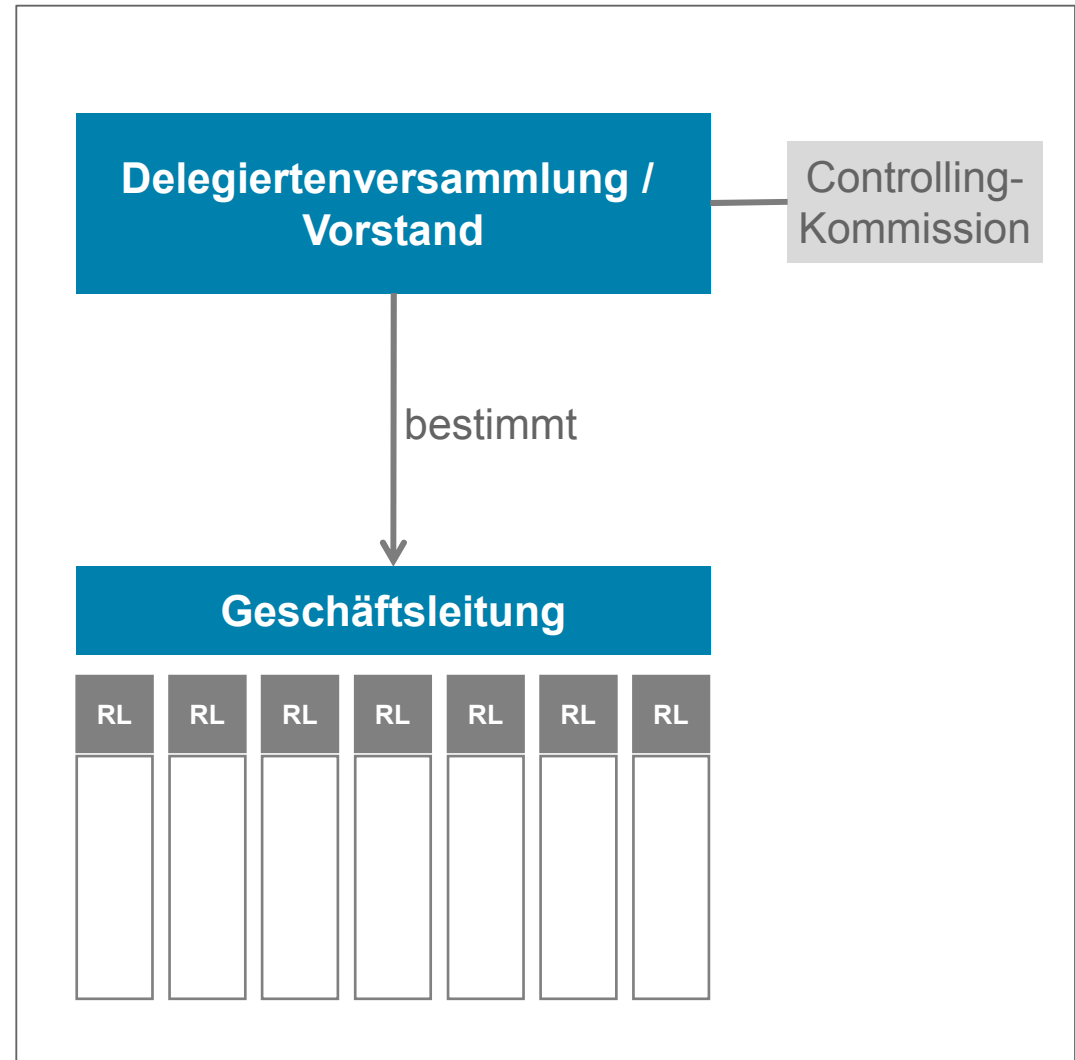 Delegiertenversammlung /
Vorstand
Controlling-
Kommission
bestimmt
Geschäftsleitung
RL
RL
RL
RL
RL
RL
RL